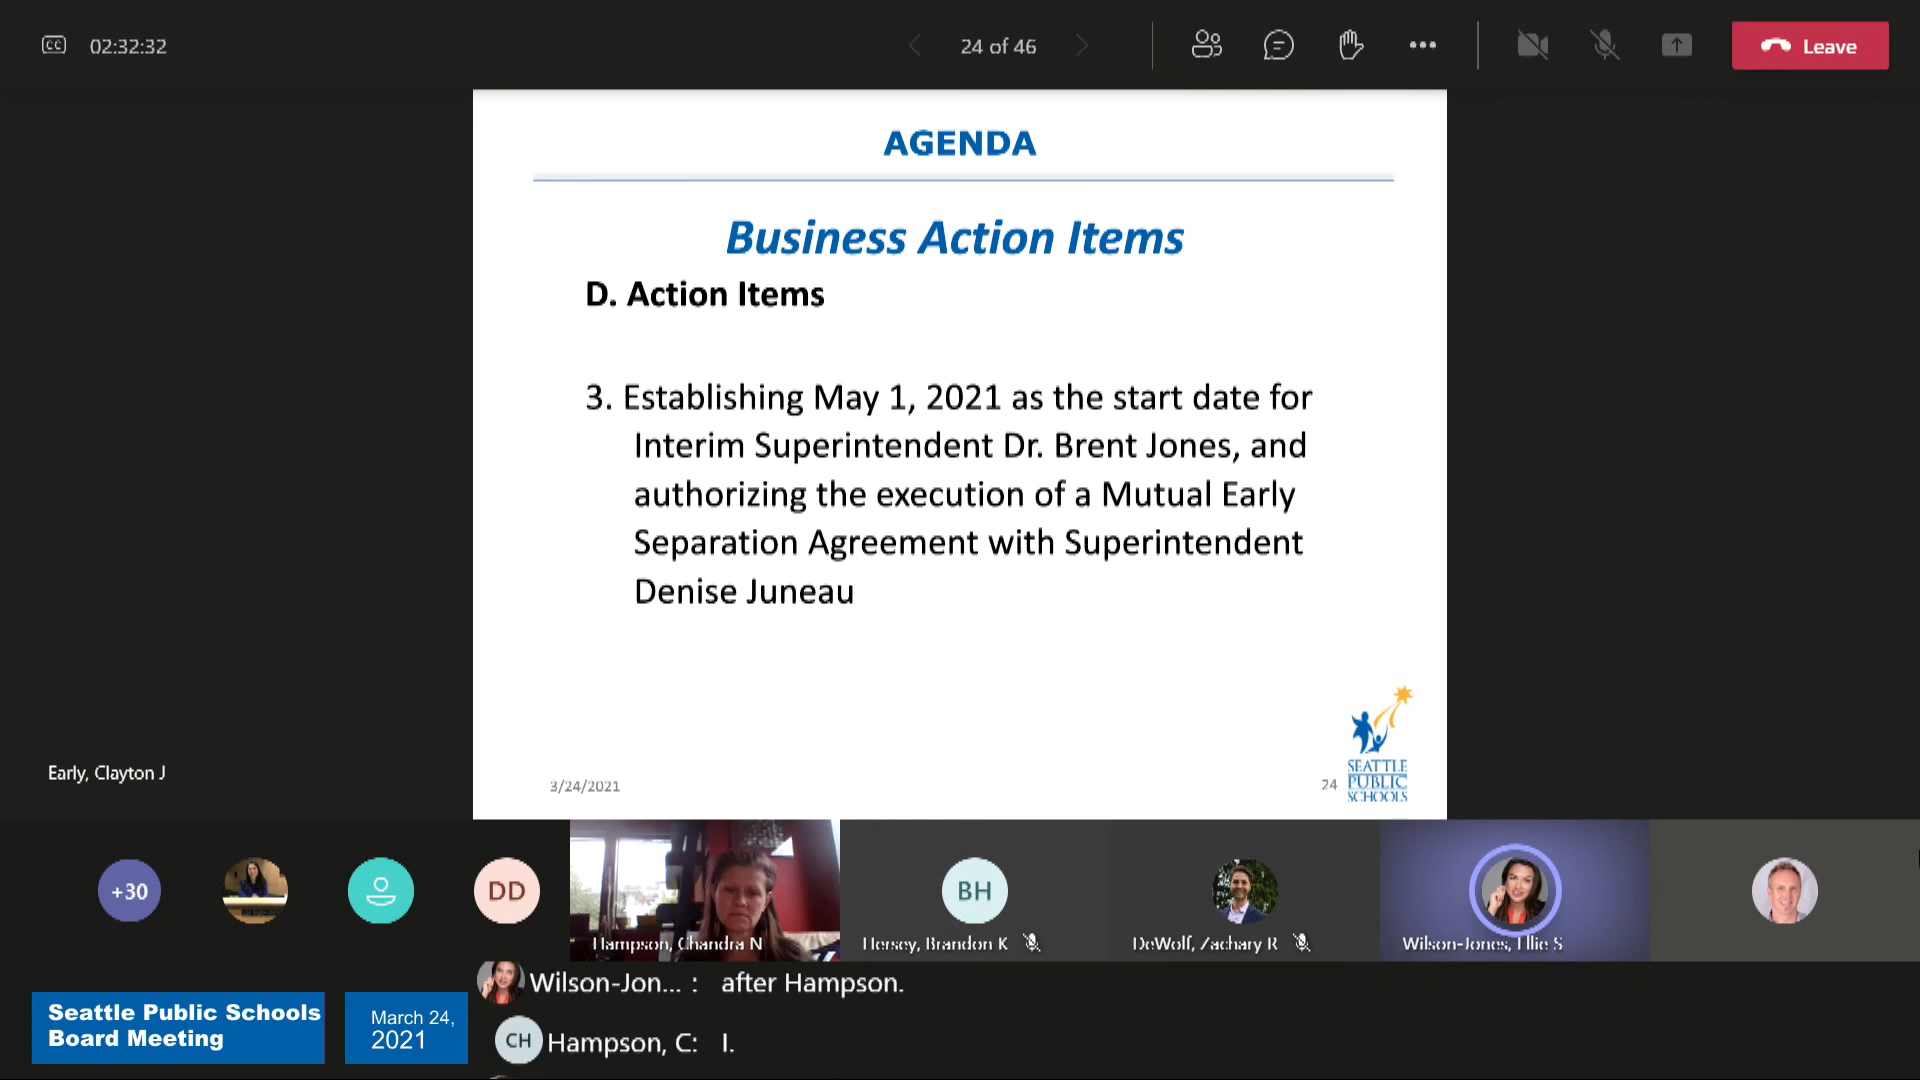 CC 02:32:32
24 of 46
Leave
AGENDA
Business Action Items
D. Action Items
3. Establishing May 1, 2021 as the start date for
Interim Superintendent Dr. Brent Jones, and
authorizing the execution of a Mutual Early
Separation Agreement with Superintendent
Denise Juneau
3/24/2021
24
SEATTLE
PUBLIC
SCHOOLS
Early, Clayton J
+30
DD
BH
Hampson, Chandra N
Hersey, Brandon K
DeWolf, Zachary R
Wilson-Jones, Ellie S
Wilson-Jon... : after Hampson.
CH Hampson, C: I.
Seattle Public Schools
Board Meeting
March 24,
2021